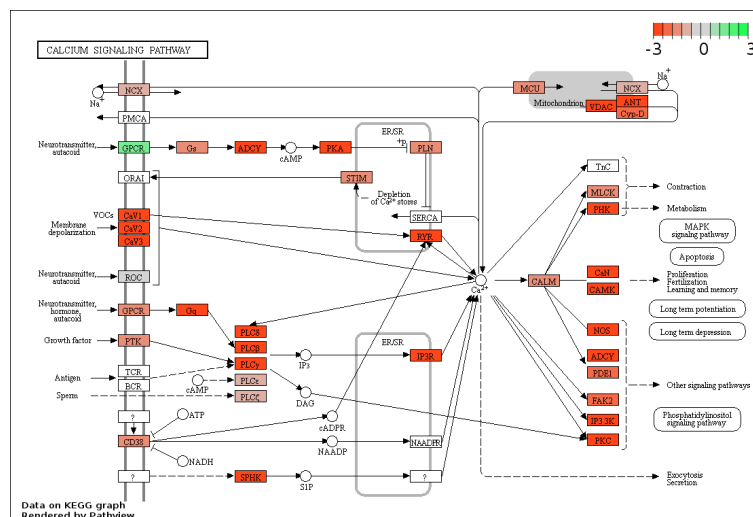 CALCIUM SIGNALING PATHWAY
-3 0 3
NCX
Na+
PMCA
MCU
NCX
Na+
Mitochondrion
VDAC
ANT
Cyp-D
Neurotransmitter,
autacoid
GPCR
Gs
ADCY
cAMP
PKA
+p
ER/SR
PLN
ORAI
STIM
Depletion
of Ca2+ stores
TnC
MLCK
PHK
Contraction
Metabolism
MAPK
signaling pathway
Apoptosis
VOCs
Membrane
depolarization
CaV1
CaV2
CaV3
SERCA
RYR
Neurotransmitter,
autacoid
ROC
Ca2+
CALM
CaN
CAMK
Proliferation
Fertilization
Learning and memory
Long term potentiation
Long term depression
Neurotransmitter,
hormone,
autacoid
GPCR
Gq
Growth factor
PTK
PLCδ
PLCβ
PLCγ
PLCε
PLCζ
cAMP
IP3
DAG
ER/SR
IP3R
NOS
ADCY
PDE1
FAK2
IP3 3K
PKC
Other signaling pathways
Phosphatidylinositol
signaling pathway
Antigen
TCR
BCR
Sperm
?
ATP
CD38
NADH
cADPR
NAADP
NAADPR
?
SPHK
S1P
?
Exocytosis
Secretion
Data on KEGG graph
Rendered by Pathview